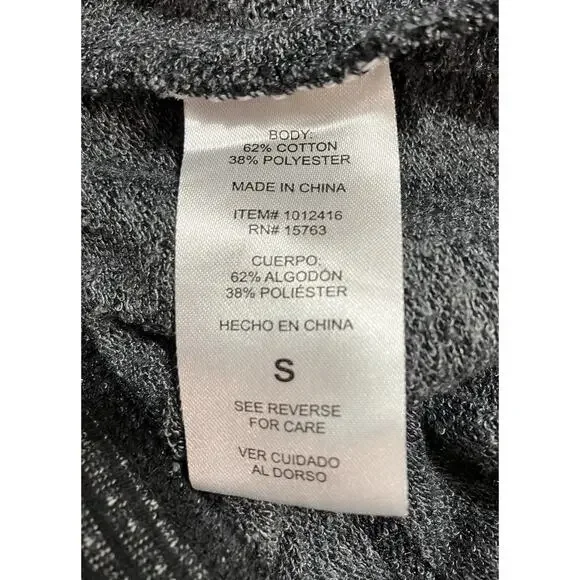 BODY:
62% COTTON
38% POLYESTER
MADE IN CHINA
ITEM# 1012416
RN# 15763
CUERPO:
62% ALGODÓN
38% POLIÉSTER
HECHO EN CHINA
S
SEE REVERSE
FOR CARE
VER CUIDADO
AL DORSO